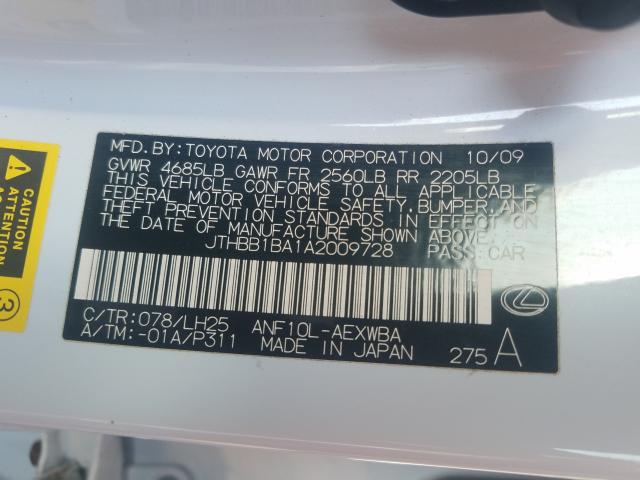 MFD. BY: TOYOTA MOTOR CORPORATION 10/09
GVWR 4685LB GAWR FR 2560LB RR 2205LB
THIS VEHICLE CONFORMS TO ALL APPLICABLE
FEDERAL MOTOR VEHICLE SAFETY, BUMPER, AND
THEFT PREVENTION STANDARDS IN EFFECT ON
THE DATE OF MANUFACTURE SHOWN ABOVE.
JTHBB1BA1A2009728 PASS. CAR
C/TR: 078/LH25 ANF10L-AEXWBA
A/TM: -01A/P311 MADE IN JAPAN 275 A
CAUTION
ATTENTION
3